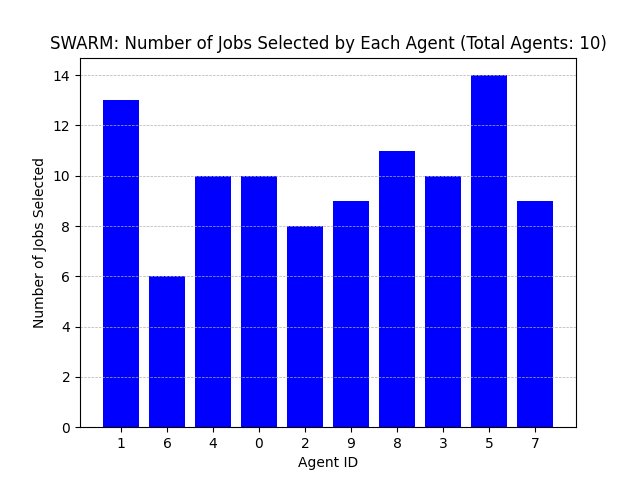 SWARM: Number of Jobs Selected by Each Agent (Total Agents: 10)
14
12
10
8
6
4
2
0
Number of Jobs Selected
1 6 4 0 2 9 8 3 5 7
Agent ID